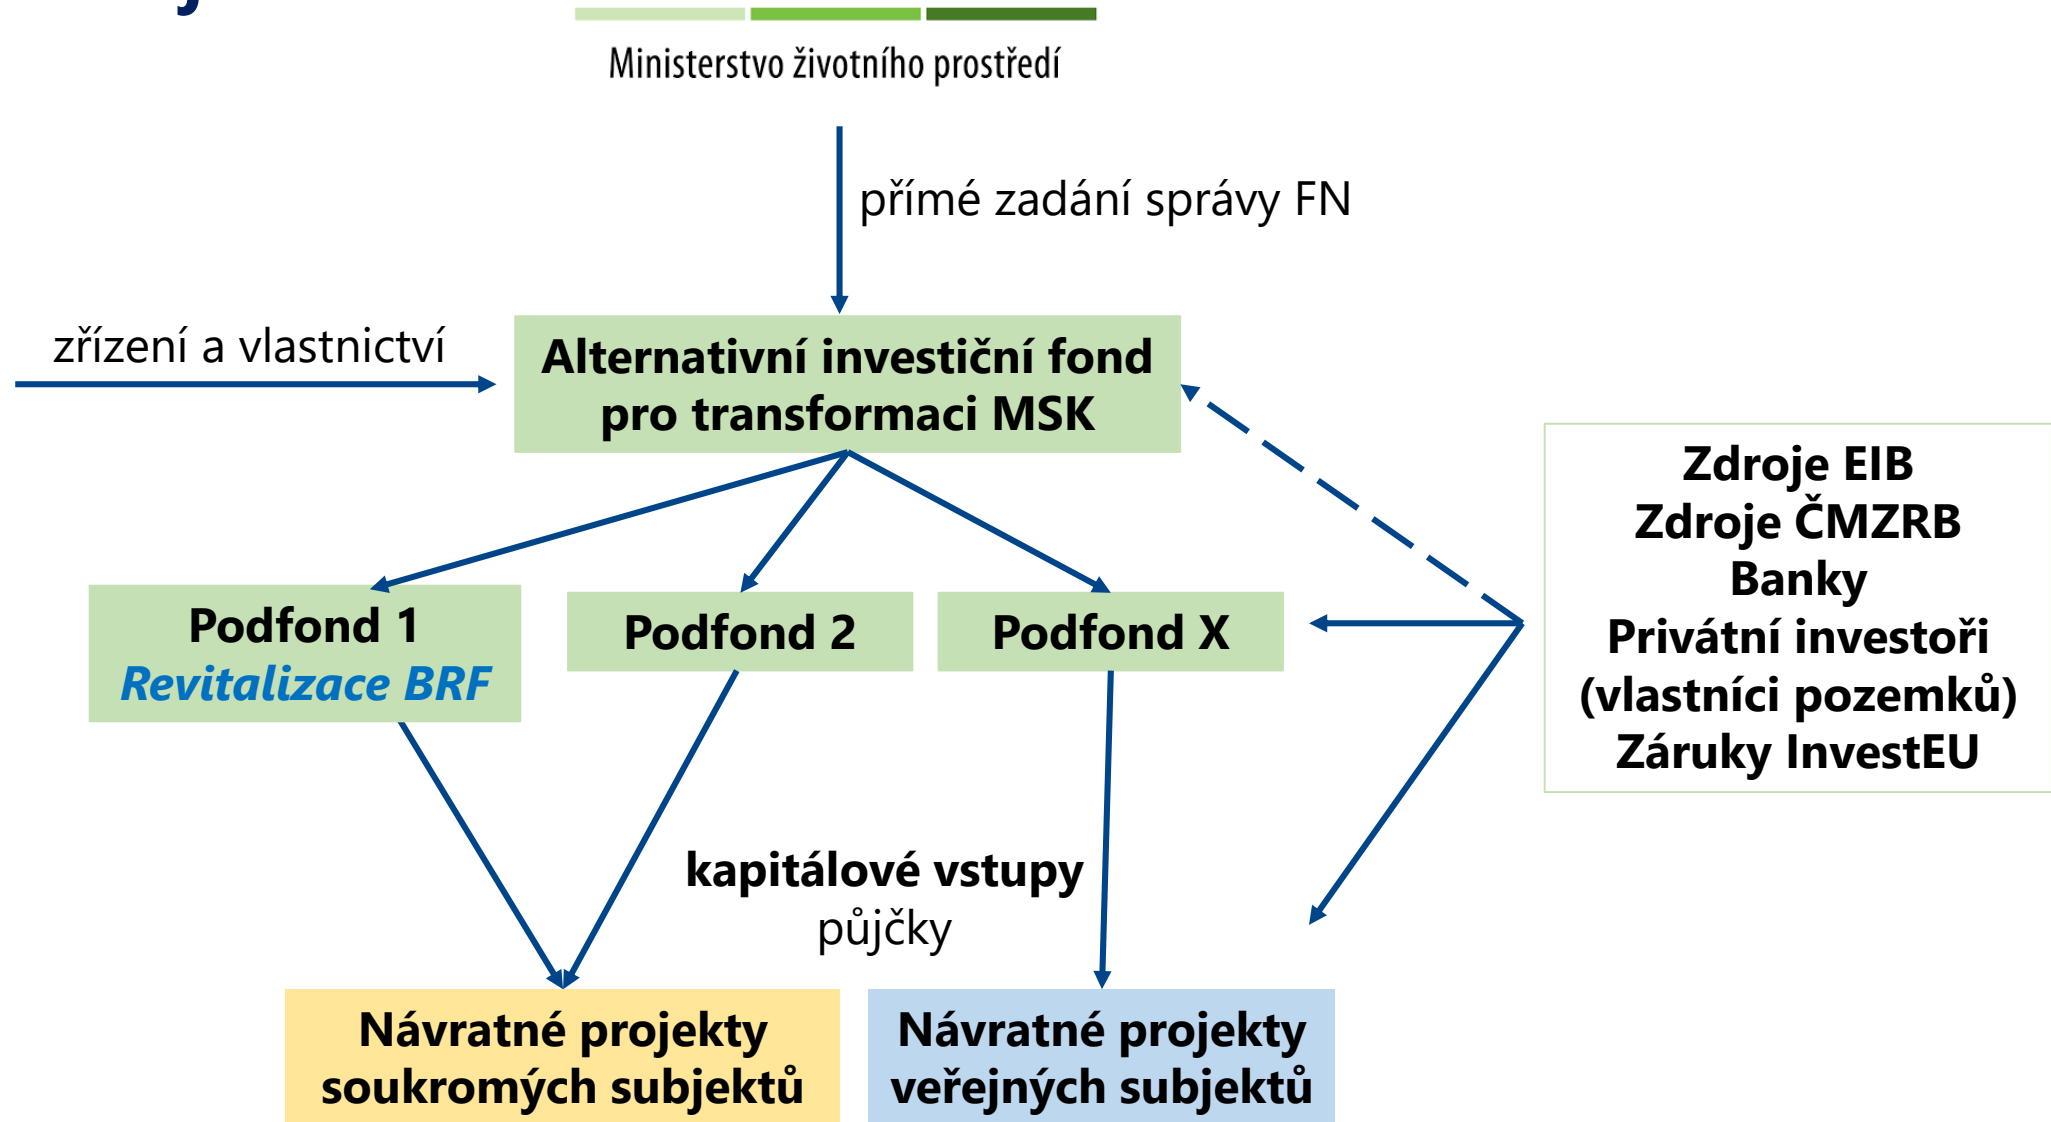 Ministerstvo životního prostředí
přímé zadání správy FN
zřízení a vlastnictví
Alternativní investiční fond
pro transformaci MSK
Zdroje EIB
Zdroje ČMZRB
Banky
Privátní investoři
(vlastníci pozemků)
Záruky InvestEU
Podfond 1
Revitalizace BRF
Podfond 2
Podfond X
kapitálové vstupy
půjčky
Návratné projekty
soukromých subjektů
Návratné projekty
veřejných subjektů